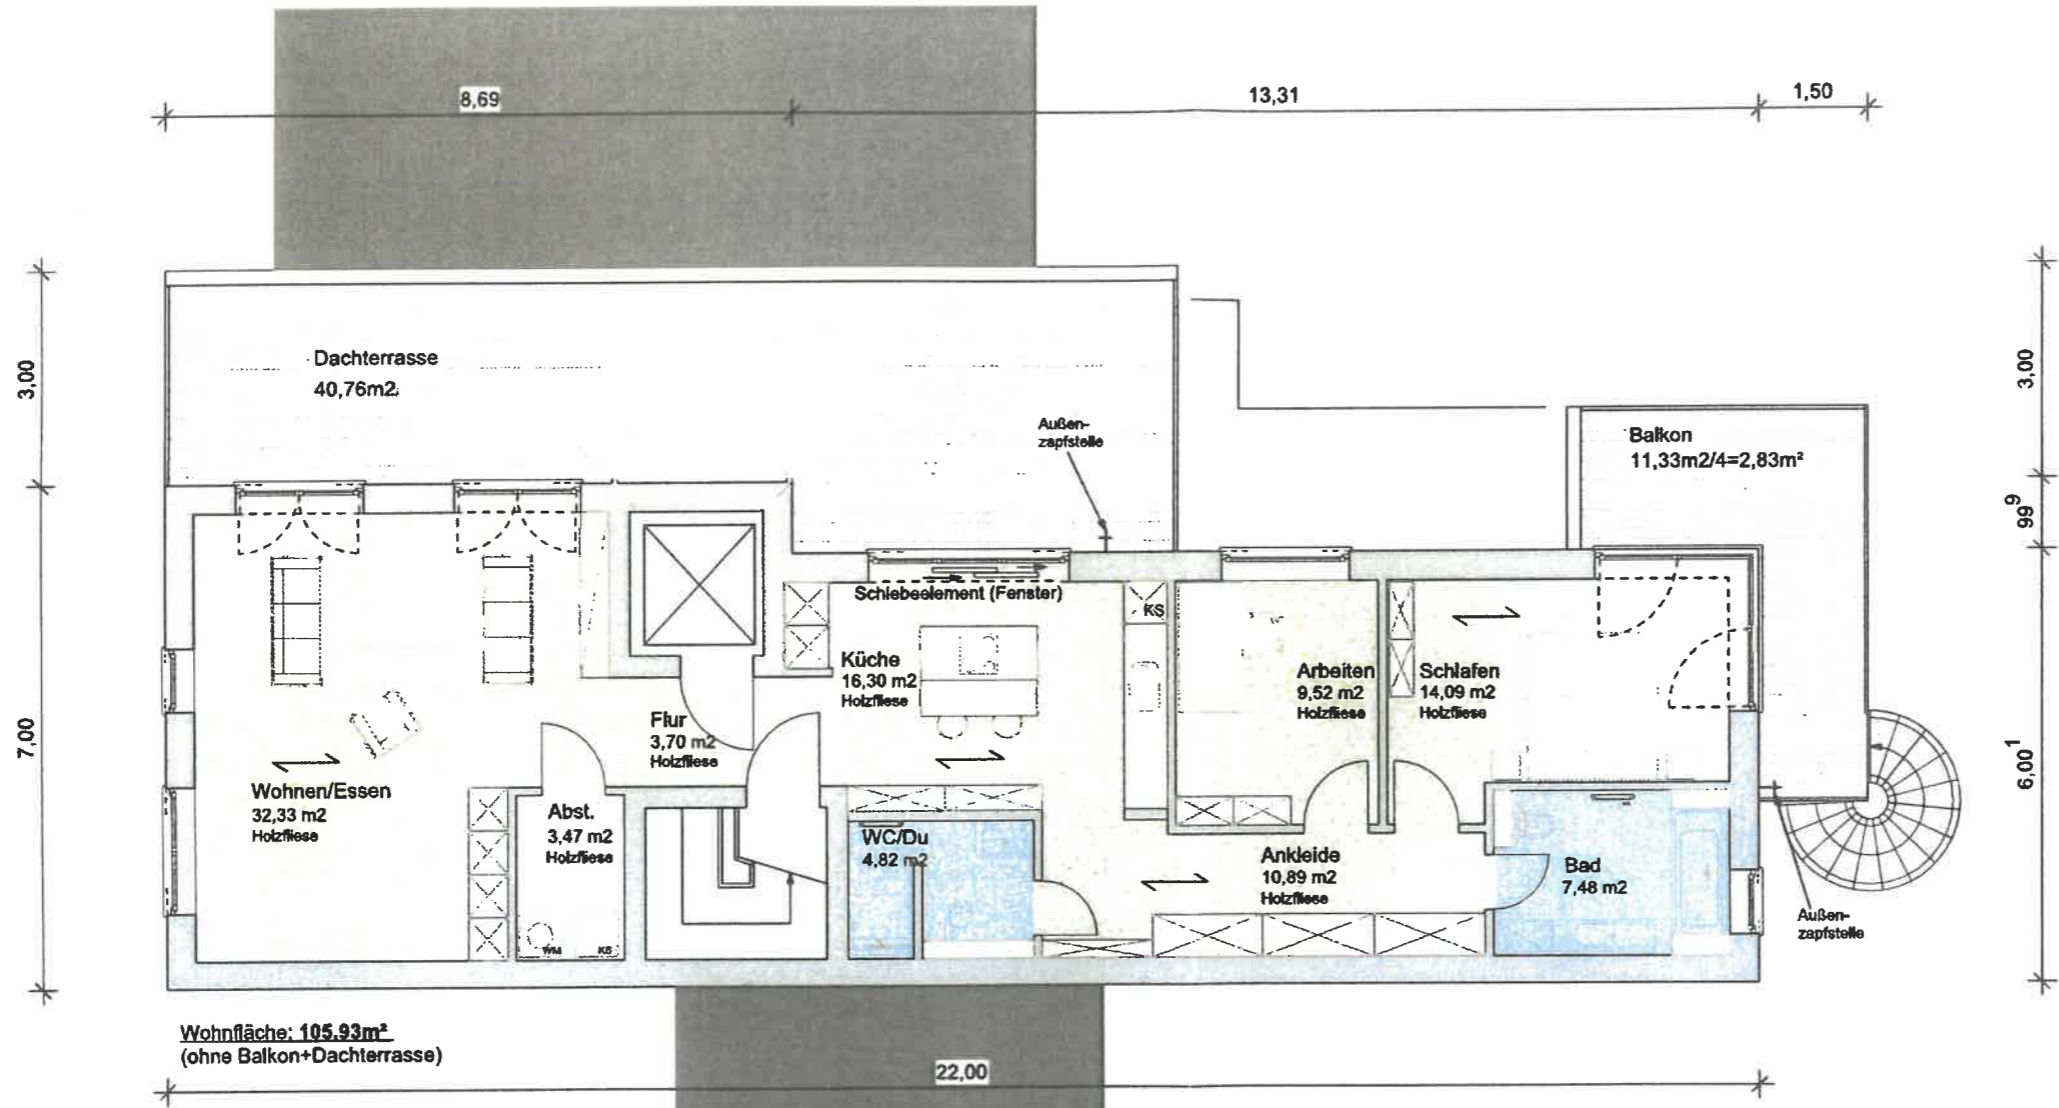 8,69
13,31
1,50
3,00
3,00
Dachterrasse
40,76m2
Außen-
zapfstelle
Balkon
11,33m2/4=2,83m²
99⁹
Schiebeelement (Fenster)
KS
Küche
16,30 m2
Holzfliese
Arbeiten
9,52 m2
Holzfliese
Schlafen
14,09 m2
Holzfliese
Flur
3,70 m2
Holzfliese
7,00
6,00¹
Wohnen/Essen
32,33 m2
Holzfliese
Abst.
3,47 m2
Holzfliese
WC/Du
4,82 m2
Ankleide
10,89 m2
Holzfliese
Bad
7,48 m2
Außen-
zapfstelle
WM
KS
Wohnfläche: 105.93m²
(ohne Balkon+Dachterrasse)
22,00